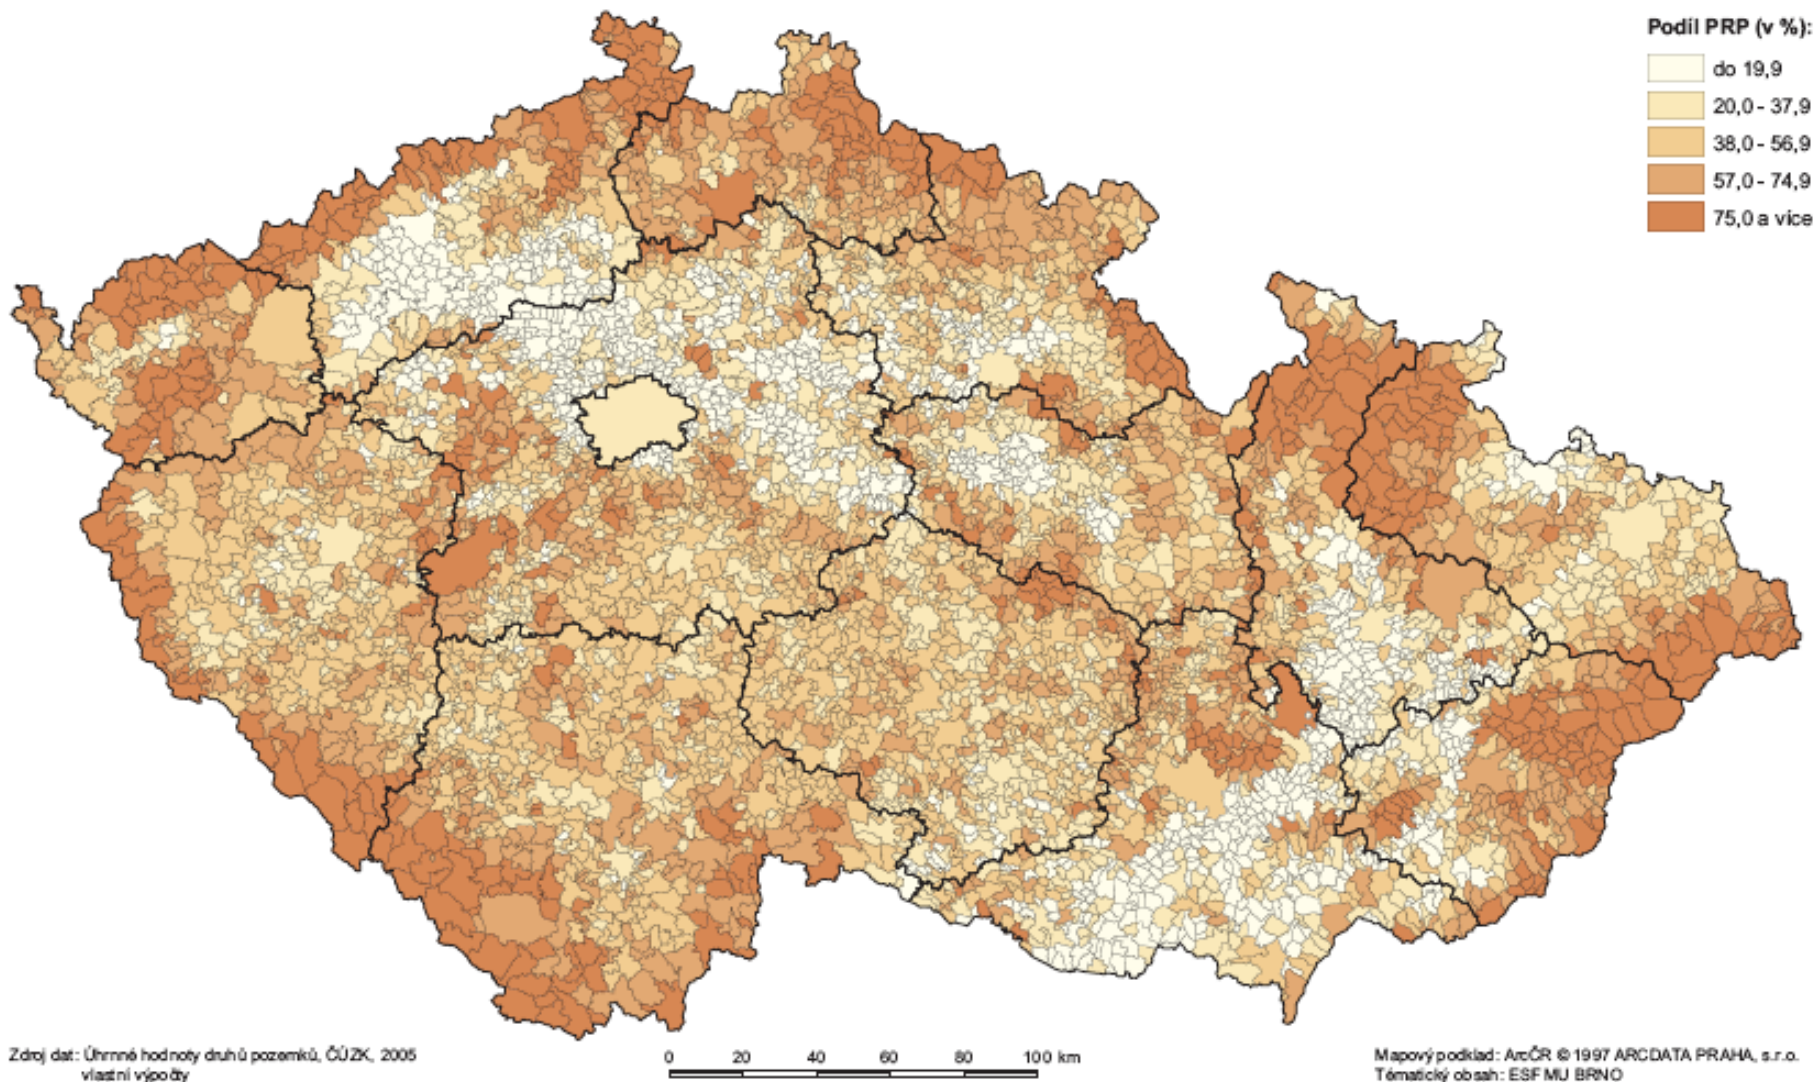 Podíl PRP (v %):
do 19,9
20,0 - 37,9
38,0 - 56,9
57,0 - 74,9
75,0 a více
Zdroj dat: Úhrnné hodnoty druhů pozemků, ČÚZK, 2005
vlastní výpočty
0 20 40 60 80 100 km
Mapový podklad: ArcČR © 1997 ARCDATA PRAHA, s.r.o.
Tématický obsah: ESF MU BRNO